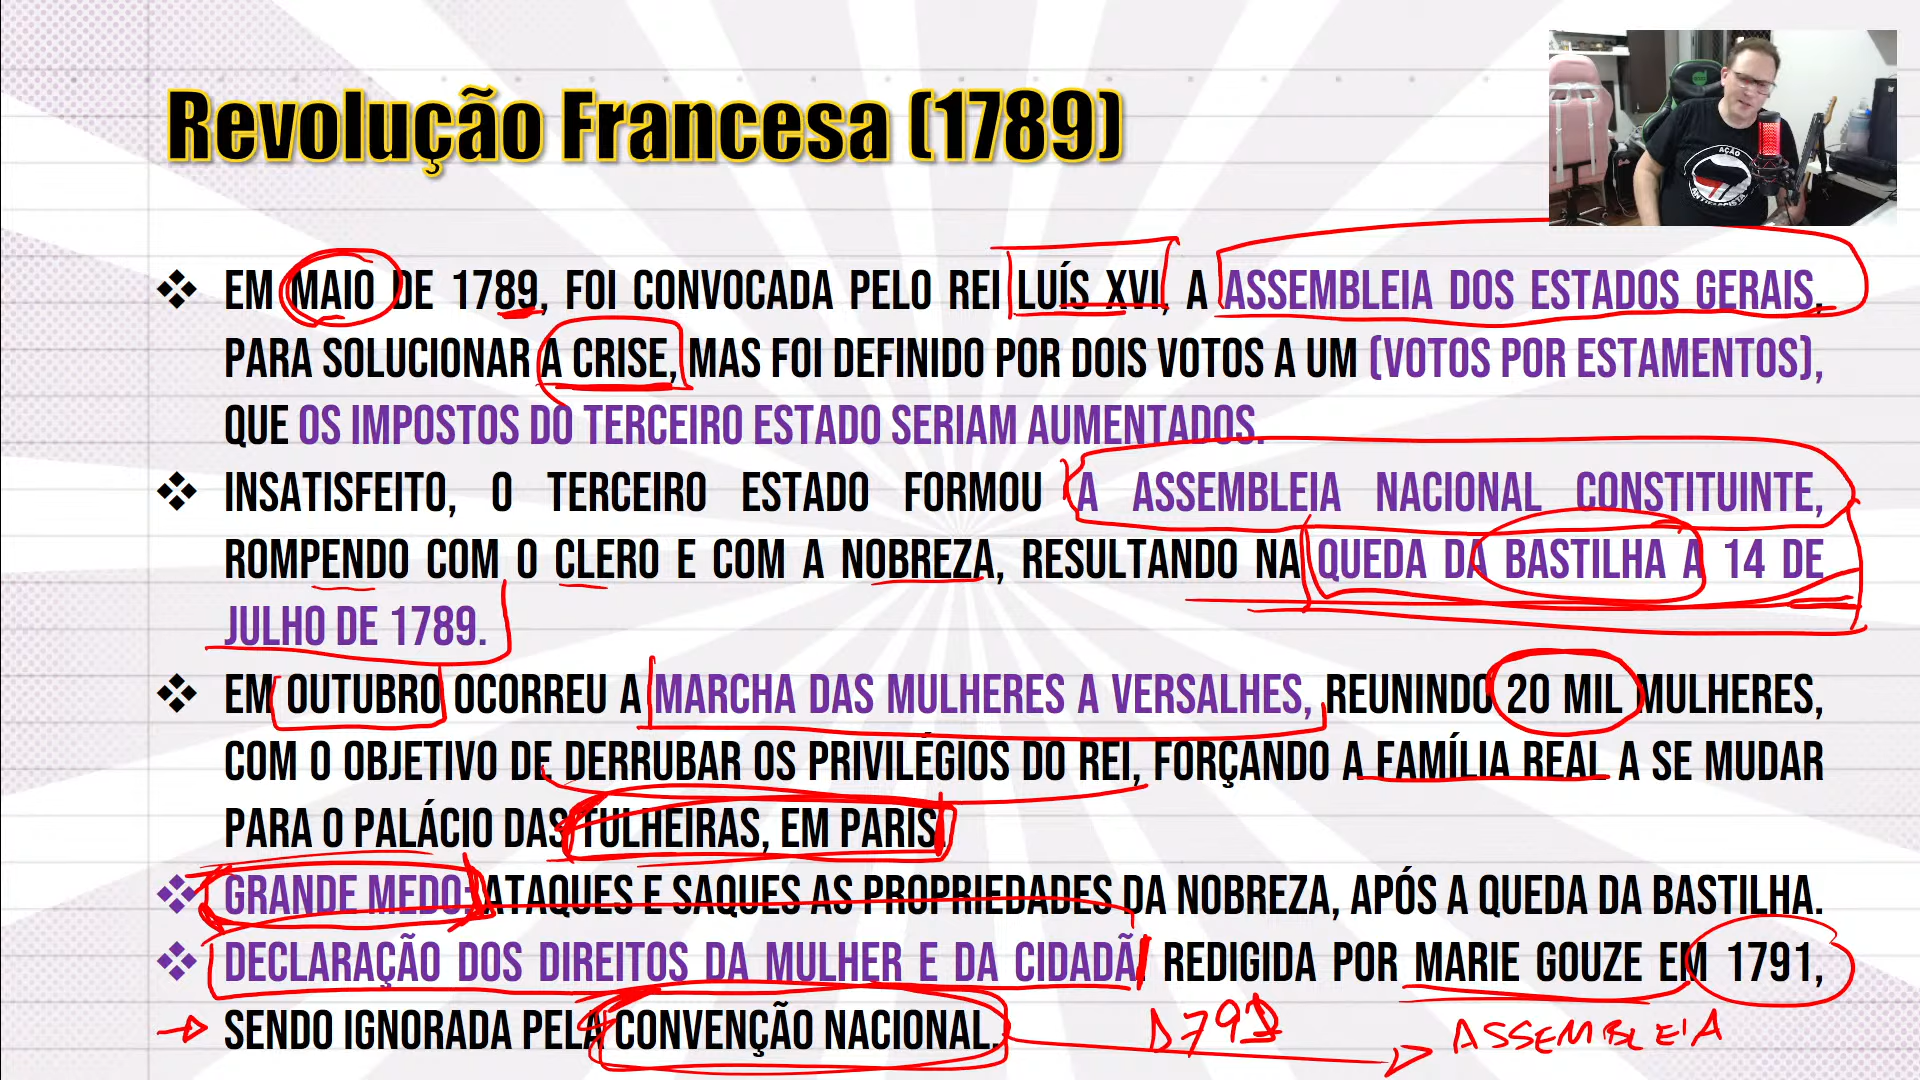 Revolução Francesa (1789)
AÇÃO
ANTIFASCISTA
❖ EM MAIO DE 1789, FOI CONVOCADA PELO REI LUÍS XVI, A ASSEMBLEIA DOS ESTADOS GERAIS,
PARA SOLUCIONAR A CRISE, MAS FOI DEFINIDO POR DOIS VOTOS A UM (VOTOS POR ESTAMENTOS),
QUE OS IMPOSTOS DO TERCEIRO ESTADO SERIAM AUMENTADOS.
❖ INSATISFEITO, O TERCEIRO ESTADO FORMOU A ASSEMBLEIA NACIONAL CONSTITUINTE,
ROMPENDO COM O CLERO E COM A NOBREZA, RESULTANDO NA QUEDA DA BASTILHA A 14 DE
JULHO DE 1789.
❖ EM OUTUBRO OCORREU A MARCHA DAS MULHERES A VERSALHES, REUNINDO 20 MIL MULHERES,
COM O OBJETIVO DE DERRUBAR OS PRIVILÉGIOS DO REI, FORÇANDO A FAMÍLIA REAL A SE MUDAR
PARA O PALÁCIO DAS TULHEIRAS, EM PARIS.
❖ GRANDE MEDO: ATAQUES E SAQUES AS PROPRIEDADES DA NOBREZA, APÓS A QUEDA DA BASTILHA.
❖ DECLARAÇÃO DOS DIREITOS DA MULHER E DA CIDADÃ: REDIGIDA POR MARIE GOUZE EM 1791,
SENDO IGNORADA PELA CONVENÇÃO NACIONAL.
ASSEMBLEIA